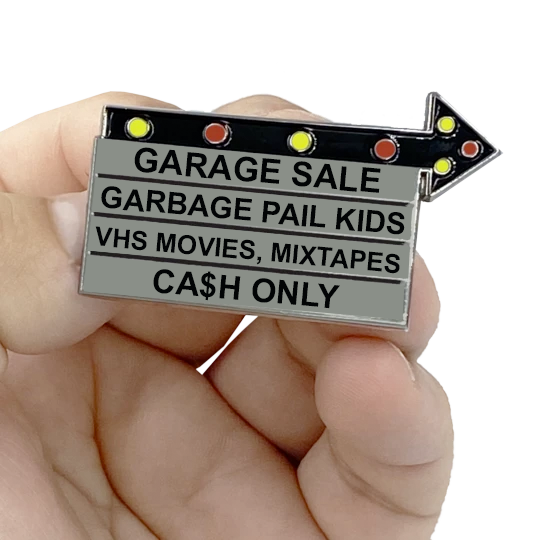 GARAGE SALE
GARBAGE PAIL KIDS
VHS MOVIES, MIXTAPES
CA$H ONLY